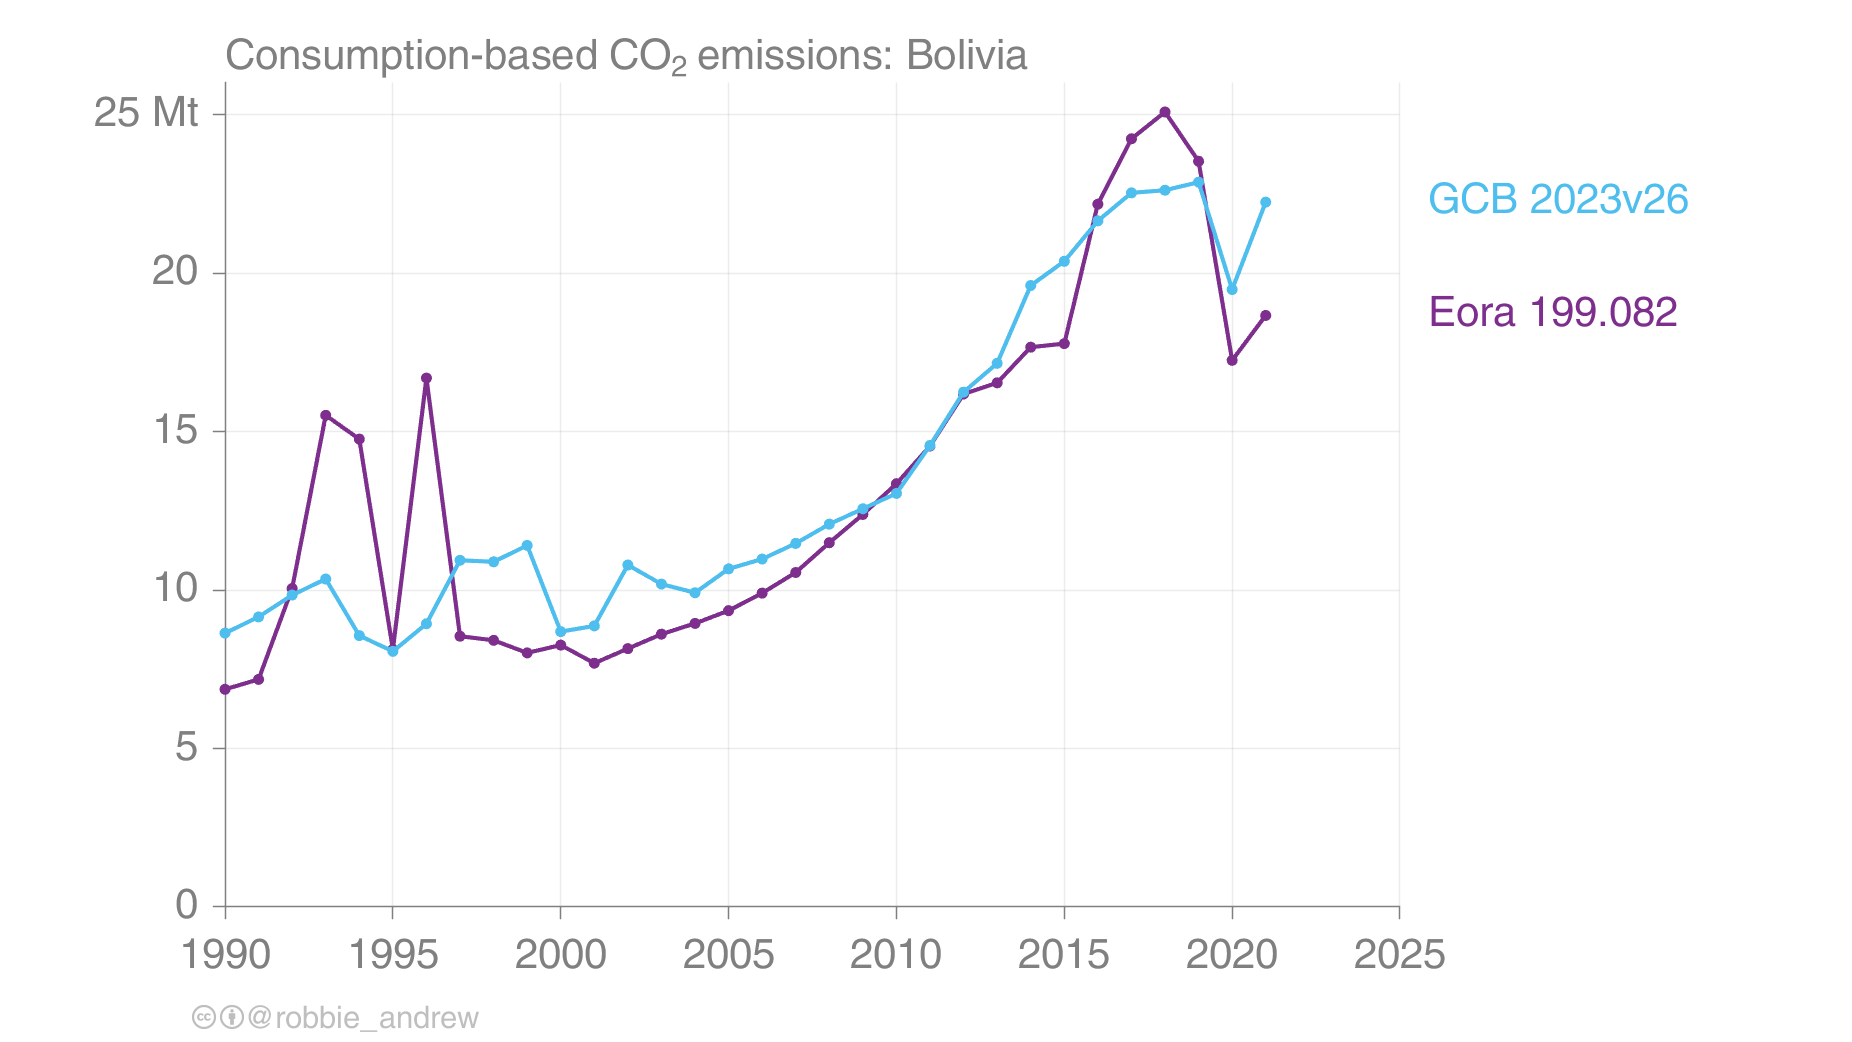 Consumption-based CO₂ emissions: Bolivia
25 Mt
20
15
10
5
0
1990 1995 2000 2005 2010 2015 2020 2025
GCB 2023v26
Eora 199.082
cc @robbie_andrew